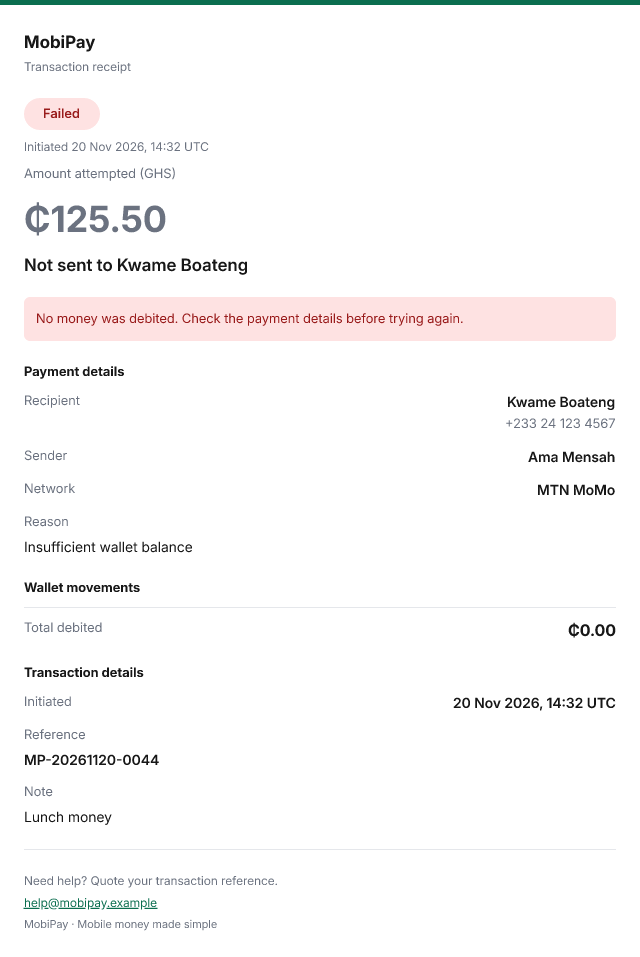 MobiPay
Transaction receipt
Failed
Initiated 20 Nov 2026, 14:32 UTC
Amount attempted (GHS)
₵125.50
Not sent to Kwame Boateng
No money was debited. Check the payment details before trying again.
Payment details
Recipient
Kwame Boateng
+233 24 123 4567
Sender
Ama Mensah
Network
MTN MoMo
Reason
Insufficient wallet balance
Wallet movements
Total debited
₵0.00
Transaction details
Initiated
20 Nov 2026, 14:32 UTC
Reference
MP-20261120-0044
Note
Lunch money
Need help? Quote your transaction reference.
help@mobipay.example
MobiPay · Mobile money made simple